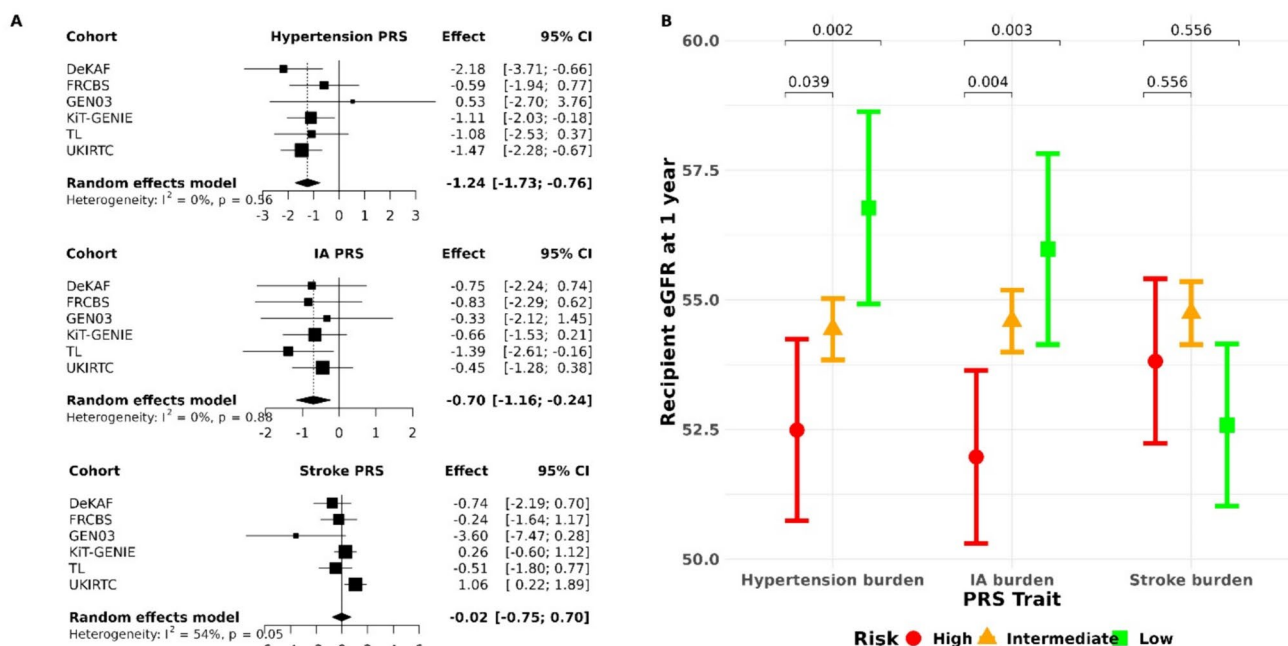 A
Cohort Hypertension PRS Effect 95% CI
DeKAF -2.18 [-3.71; -0.66]
FRCBS -0.59 [-1.94; 0.77]
GEN03 0.53 [-2.70; 3.76]
KiT-GENIE -1.11 [-2.03; -0.18]
TL -1.08 [-2.53; 0.37]
UKIRTC -1.47 [-2.28; -0.67]
Random effects model -1.24 [-1.73; -0.76]
Heterogeneity: I² = 0%, p = 0.56
-3 -2 -1 0 1 2 3
Cohort IA PRS Effect 95% CI
DeKAF -0.75 [-2.24; 0.74]
FRCBS -0.83 [-2.29; 0.62]
GEN03 -0.33 [-2.12; 1.45]
KiT-GENIE -0.66 [-1.53; 0.21]
TL -1.39 [-2.61; -0.16]
UKIRTC -0.45 [-1.28; 0.38]
Random effects model -0.70 [-1.16; -0.24]
Heterogeneity: I² = 0%, p = 0.88
-2 -1 0 1 2
Cohort Stroke PRS Effect 95% CI
DeKAF -0.74 [-2.19; 0.70]
FRCBS -0.24 [-1.64; 1.17]
GEN03 -3.60 [-7.47; 0.28]
KiT-GENIE 0.26 [-0.60; 1.12]
TL -0.51 [-1.80; 0.77]
UKIRTC 1.06 [ 0.22; 1.89]
Random effects model -0.02 [-0.75; 0.70]
Heterogeneity: I² = 54%, p = 0.05
B
0.002 0.003 0.556
0.039 0.004 0.556
60.0
57.5
55.0
52.5
50.0
Recipient eGFR at 1 year
Hypertension burden IA burden Stroke burden
PRS Trait
Risk High Intermediate Low